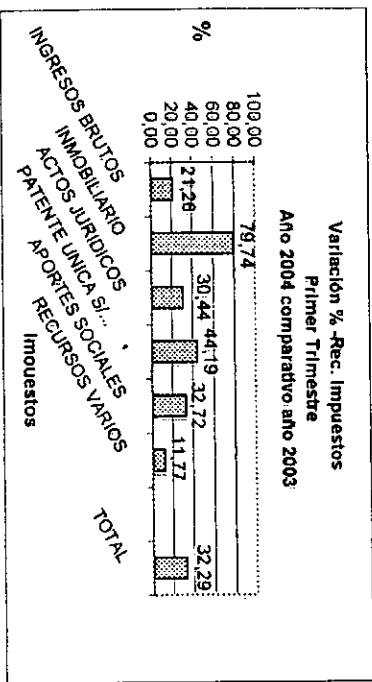 Variación % -Rec. Impuestos
Primer Trimestre
Año 2004 comparativo año 2003
%
100,00
80,00
60,00
40,00
20,00
0,00
21,26
79,74
30,44
44,19
32,72
11,77
32,29
INGRESOS BRUTOS
INMOBILIARIO
ACTOS JURIDICOS
PATENTE UNICA S/...
APORTES SOCIALES
RECURSOS VARIOS
TOTAL
Impuestos